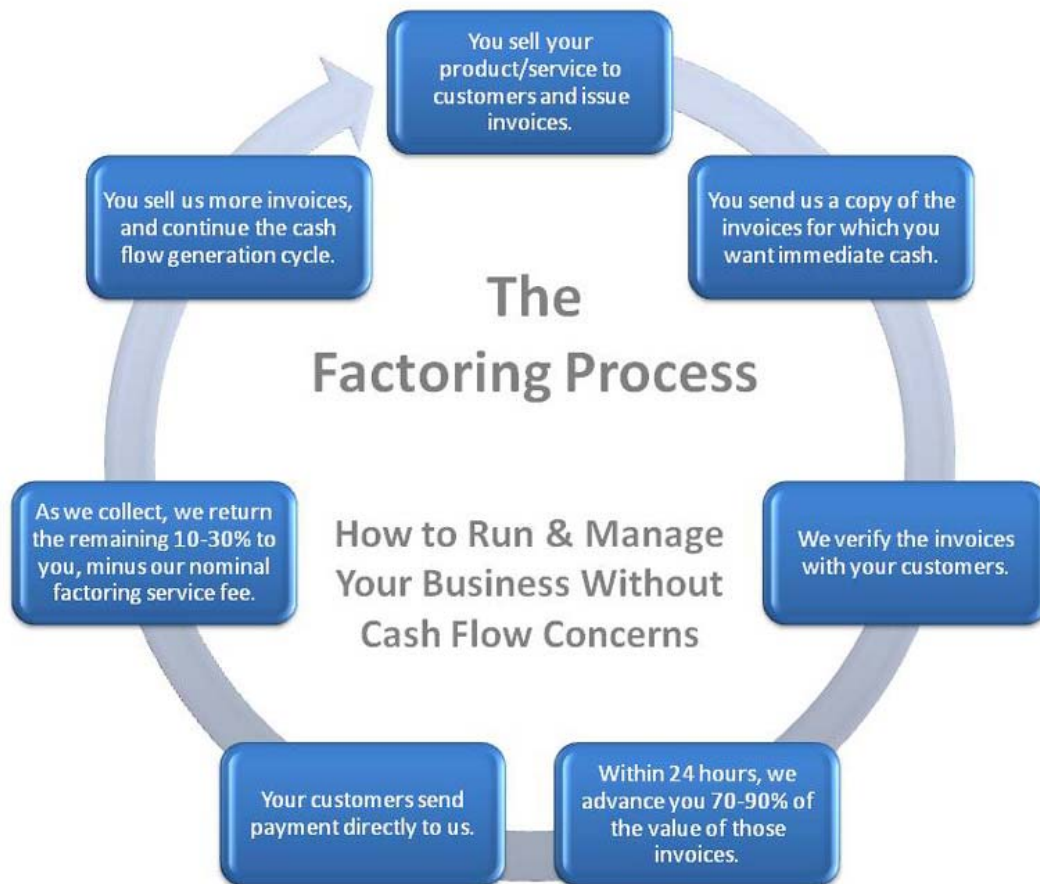 You sell your
product/service to
customers and issue
invoices.
You send us a copy of the
invoices for which you
want immediate cash.
We verify the invoices
with your customers.
Within 24 hours, we
advance you 70-90% of
the value of those
invoices.
Your customers send
payment directly to us.
As we collect, we return
the remaining 10-30% to
you, minus our nominal
factoring service fee.
You sell us more invoices,
and continue the cash
flow generation cycle.
The
Factoring Process
How to Run & Manage
Your Business Without
Cash Flow Concerns